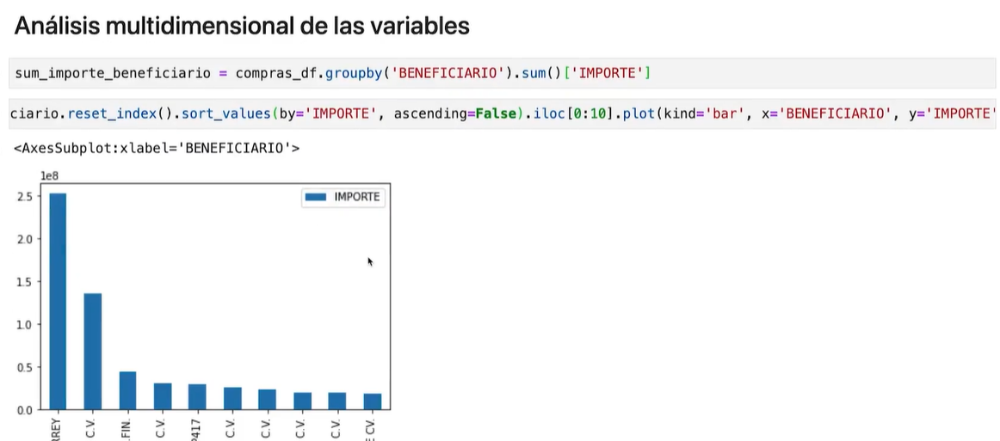 Análisis multidimensional de las variables
sum_importe_beneficiario = compras_df.groupby('BENEFICIARIO').sum()['IMPORTE']
ciario.reset_index().sort_values(by='IMPORTE', ascending=False).iloc[0:10].plot(kind='bar', x='BENEFICIARIO', y='IMPORTE'
<AxesSubplot:xlabel='BENEFICIARIO'>
1e8
IMPORTE
2.5
2.0
1.5
1.0
0.5
0.0
RREY
C.V.
.FIN.
C.V.
P417
C.V.
C.V.
C.V.
C.V.
E CV.